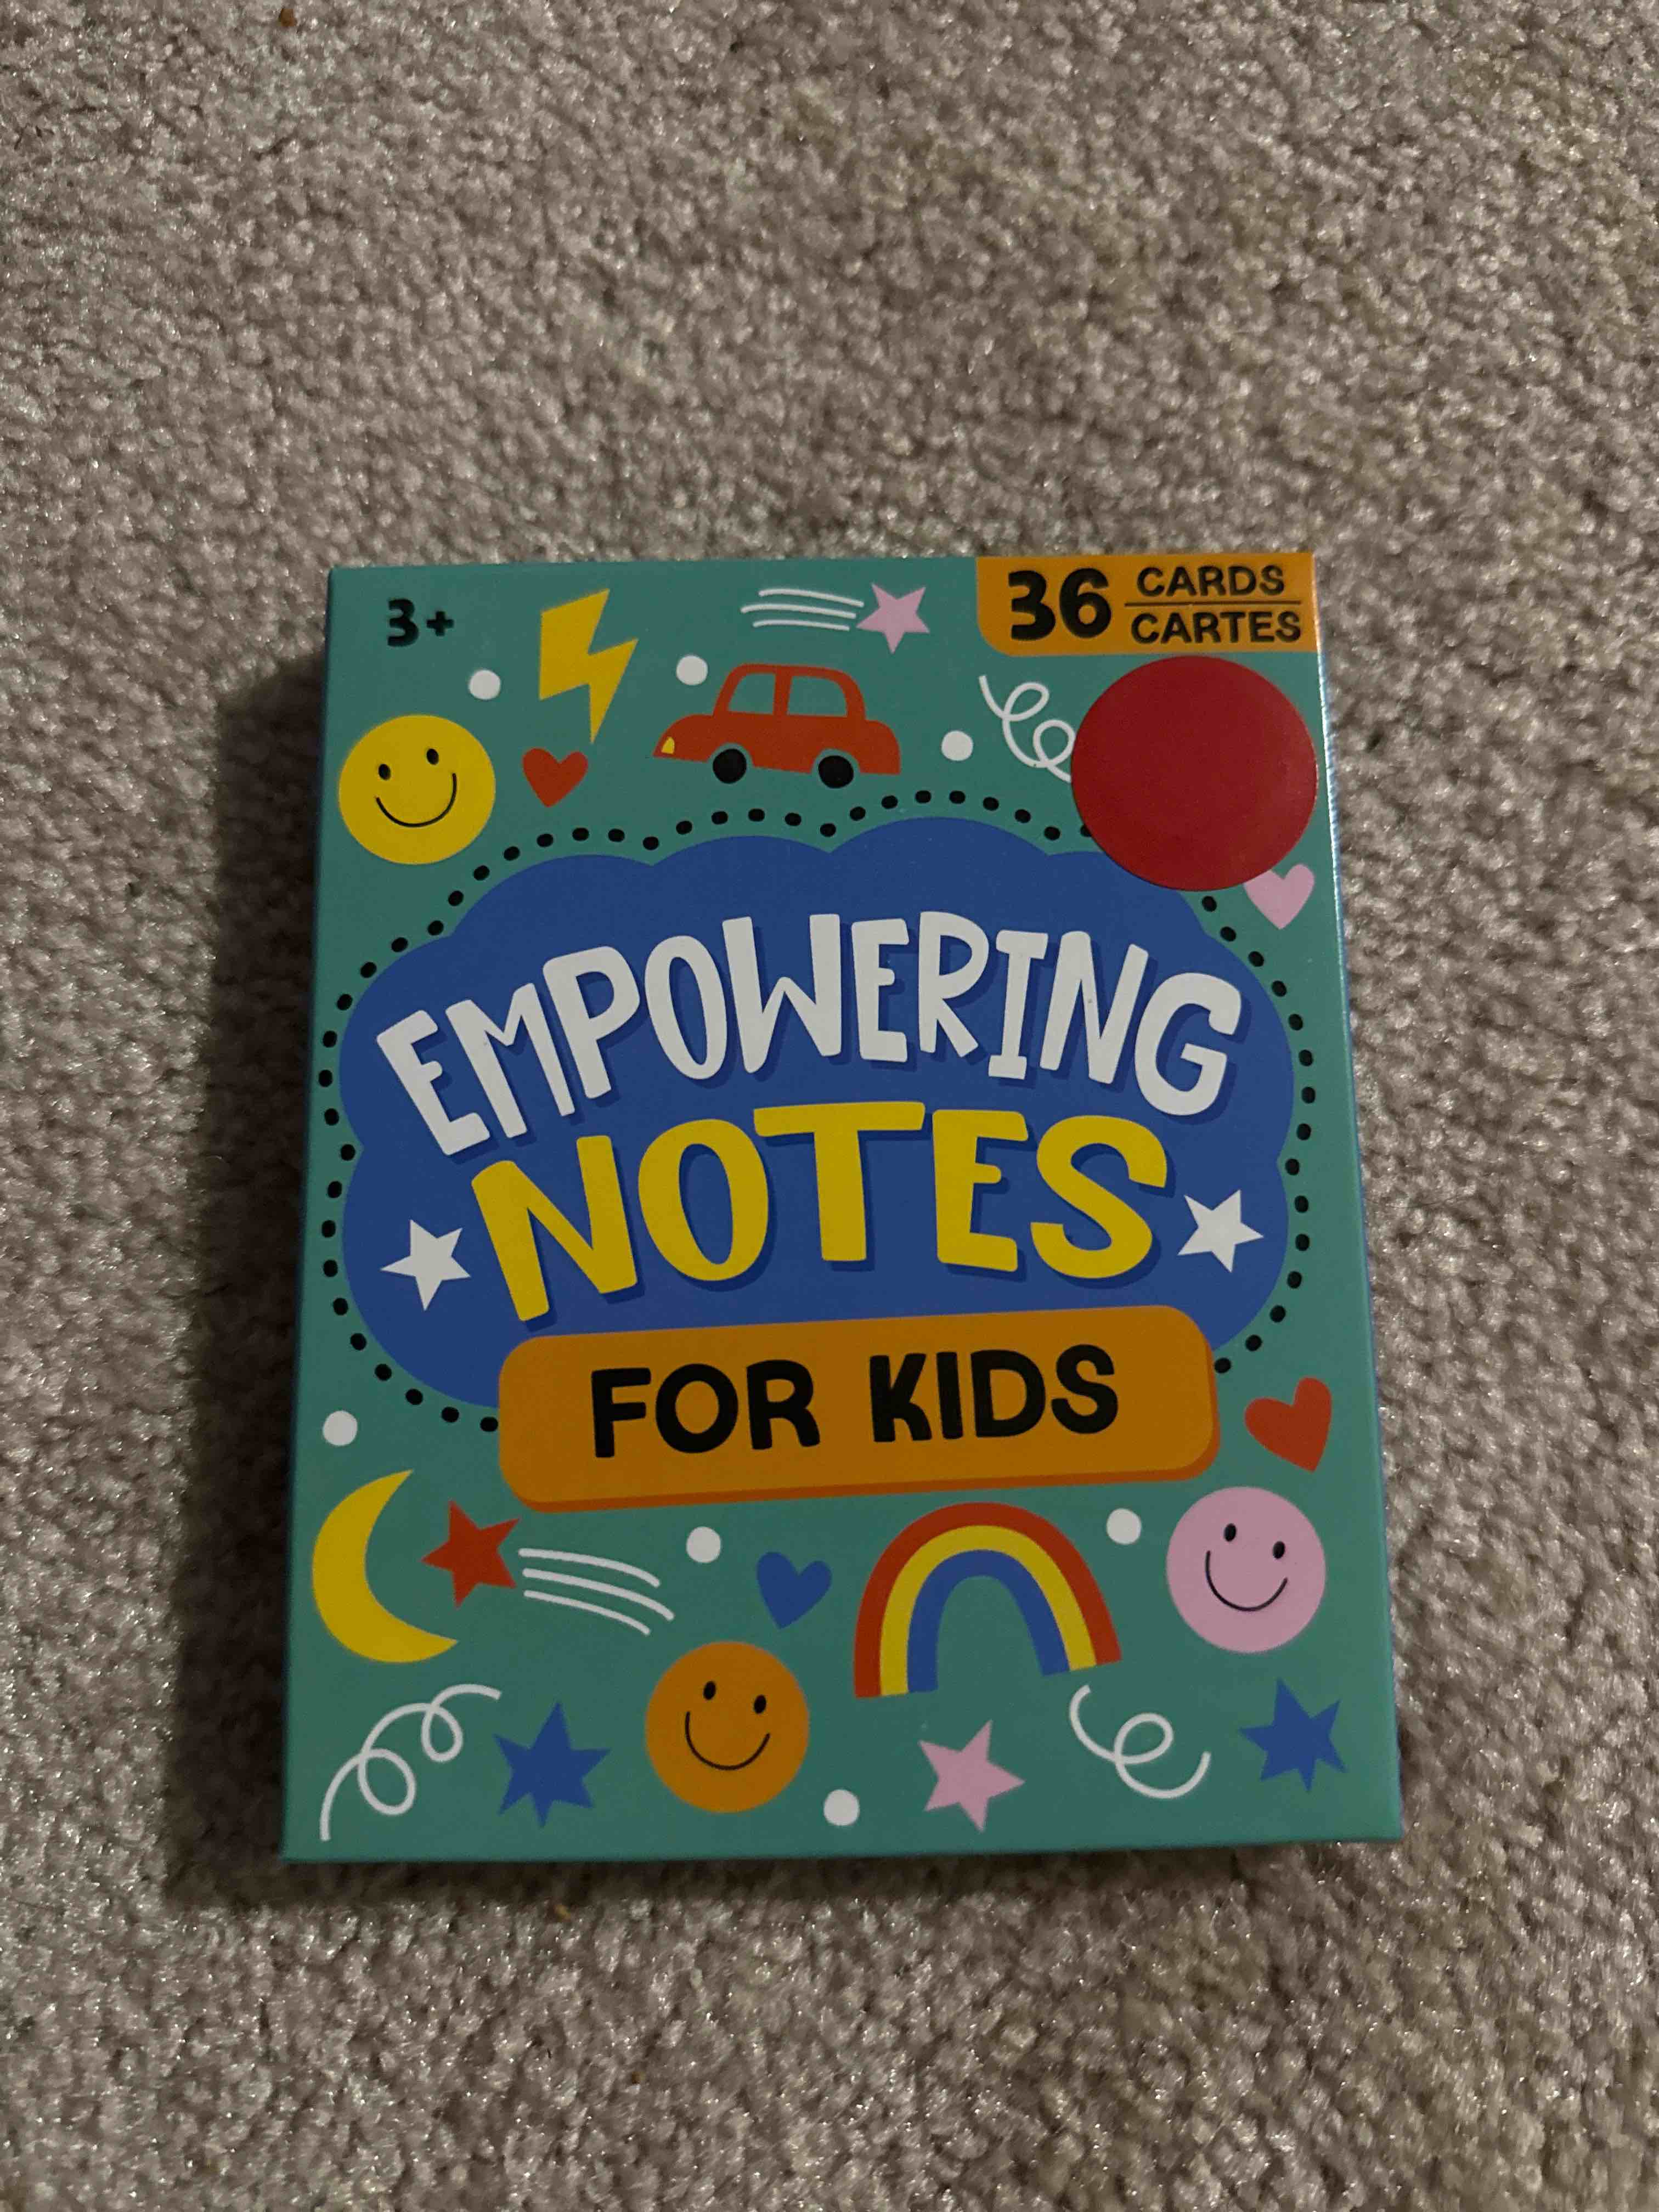 3+
36 CARDS
CARTES
EMPOWERING
NOTES
FOR KIDS